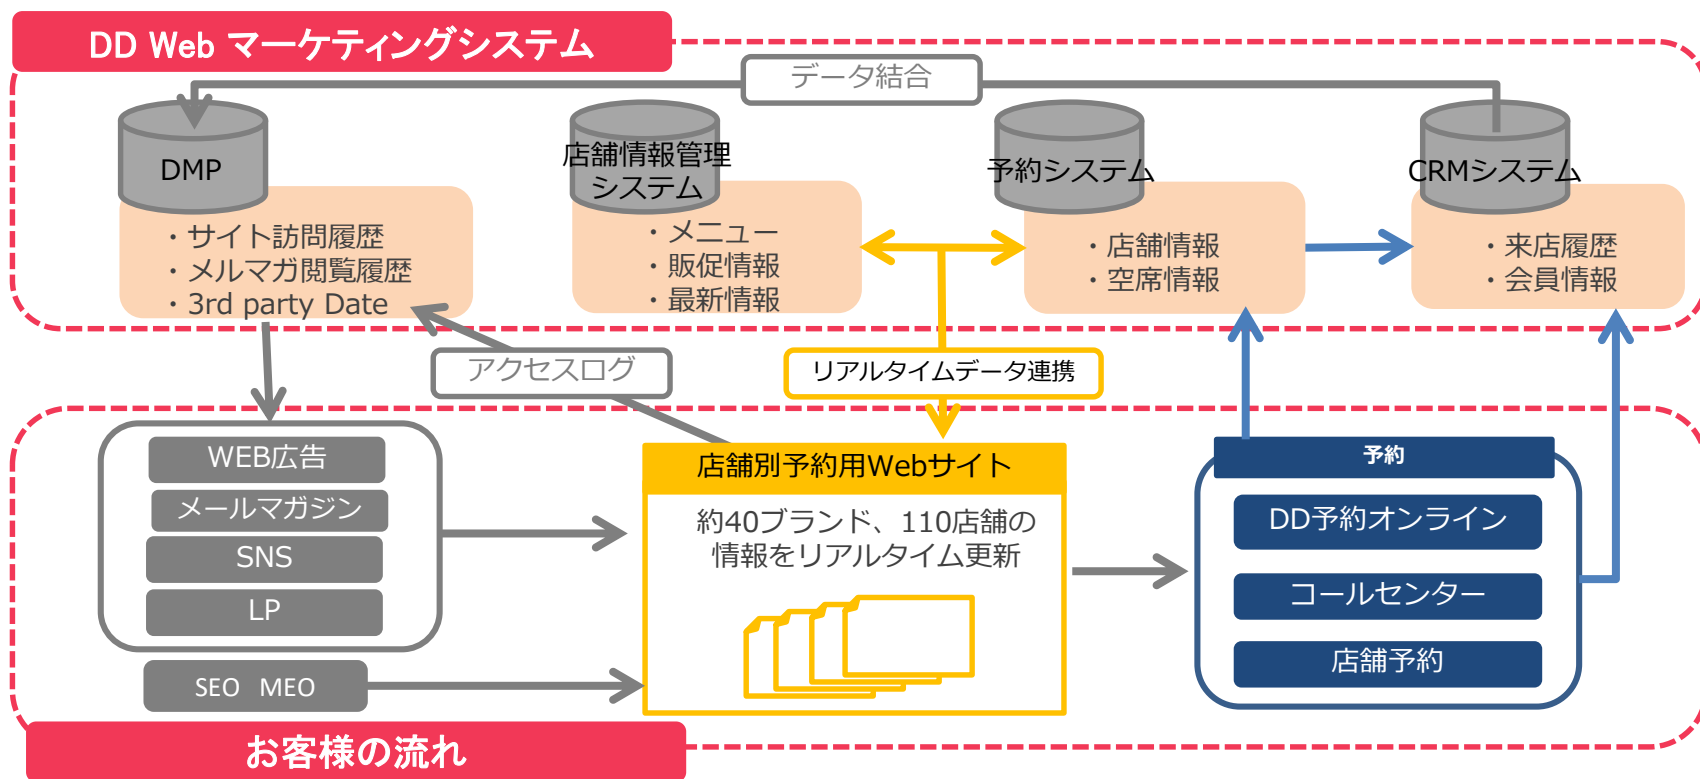 DD Web マーケティングシステム
データ結合
DMP
・サイト訪問履歴
・メルマガ閲覧履歴
・3rd party Date
店舗情報管理
システム
・メニュー
・販促情報
・最新情報
予約システム
・店舗情報
・空席情報
CRMシステム
・来店履歴
・会員情報
アクセスログ
リアルタイムデータ連携
WEB広告
メールマガジン
SNS
LP
SEO MEO
店舗別予約用Webサイト
約40ブランド、110店舗の
情報をリアルタイム更新
予約
DD予約オンライン
コールセンター
店舗予約
お客様の流れ